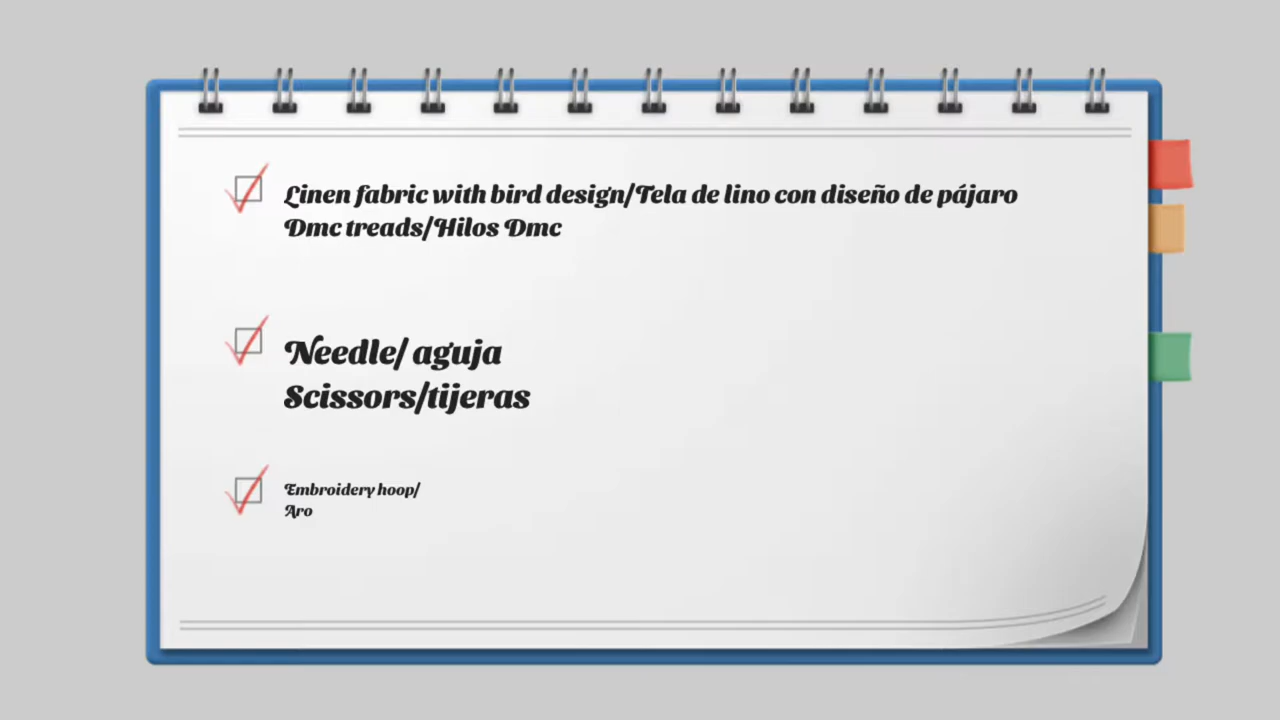 Linen fabric with bird design/Tela de lino con diseño de pájaro
Dmc treads/Hilos Dmc
Needle/ aguja
Scissors/tijeras
Embroidery hoop/
Aro